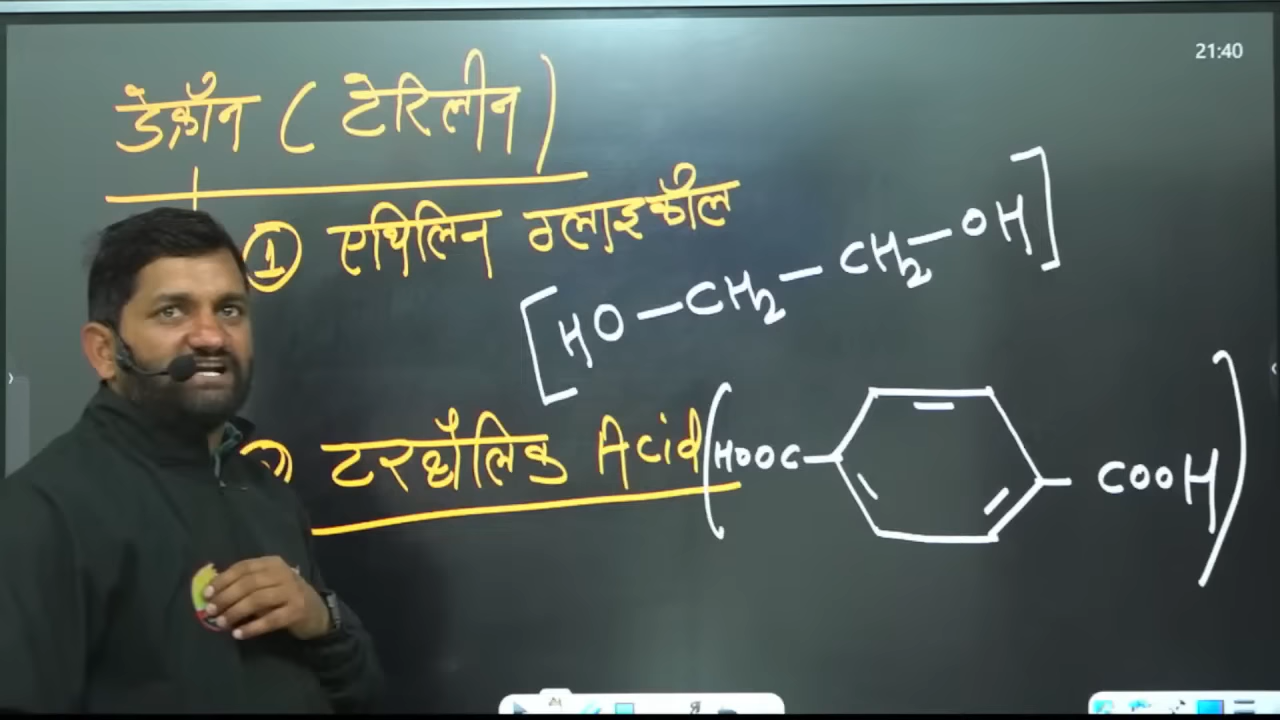 21:40
डेक्रॉन ( टेरिलीन )
① एथिलिन ग्लाइकॉल
[HO—CH₂—CH₂—OH]
टरथैलिक Acid (HOOC— —COOH)